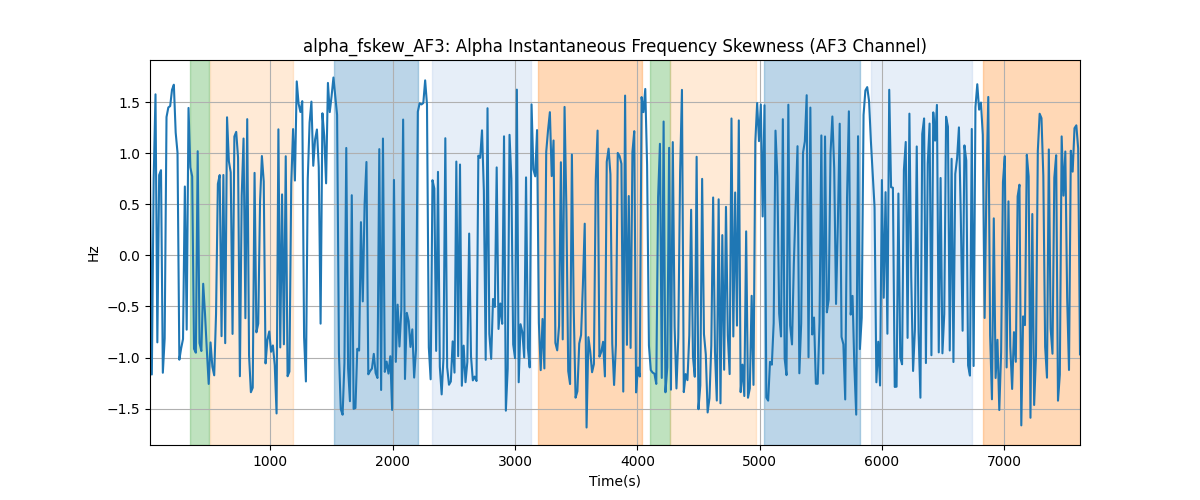 alpha_fskew_AF3: Alpha Instantaneous Frequency Skewness (AF3 Channel)
1.5
1.0
0.5
0.0
−0.5
−1.0
−1.5
Hz
1000 2000 3000 4000 5000 6000 7000
Time(s)